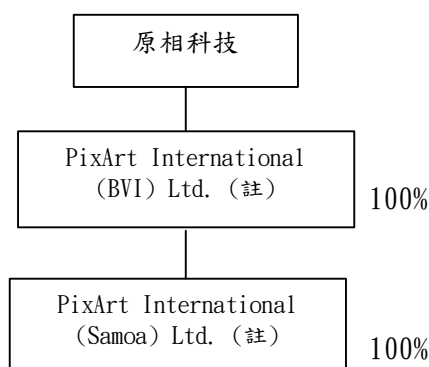 原相科技
PixArt International
(BVI) Ltd. (註)
100%
PixArt International
(Samoa) Ltd. (註)
100%